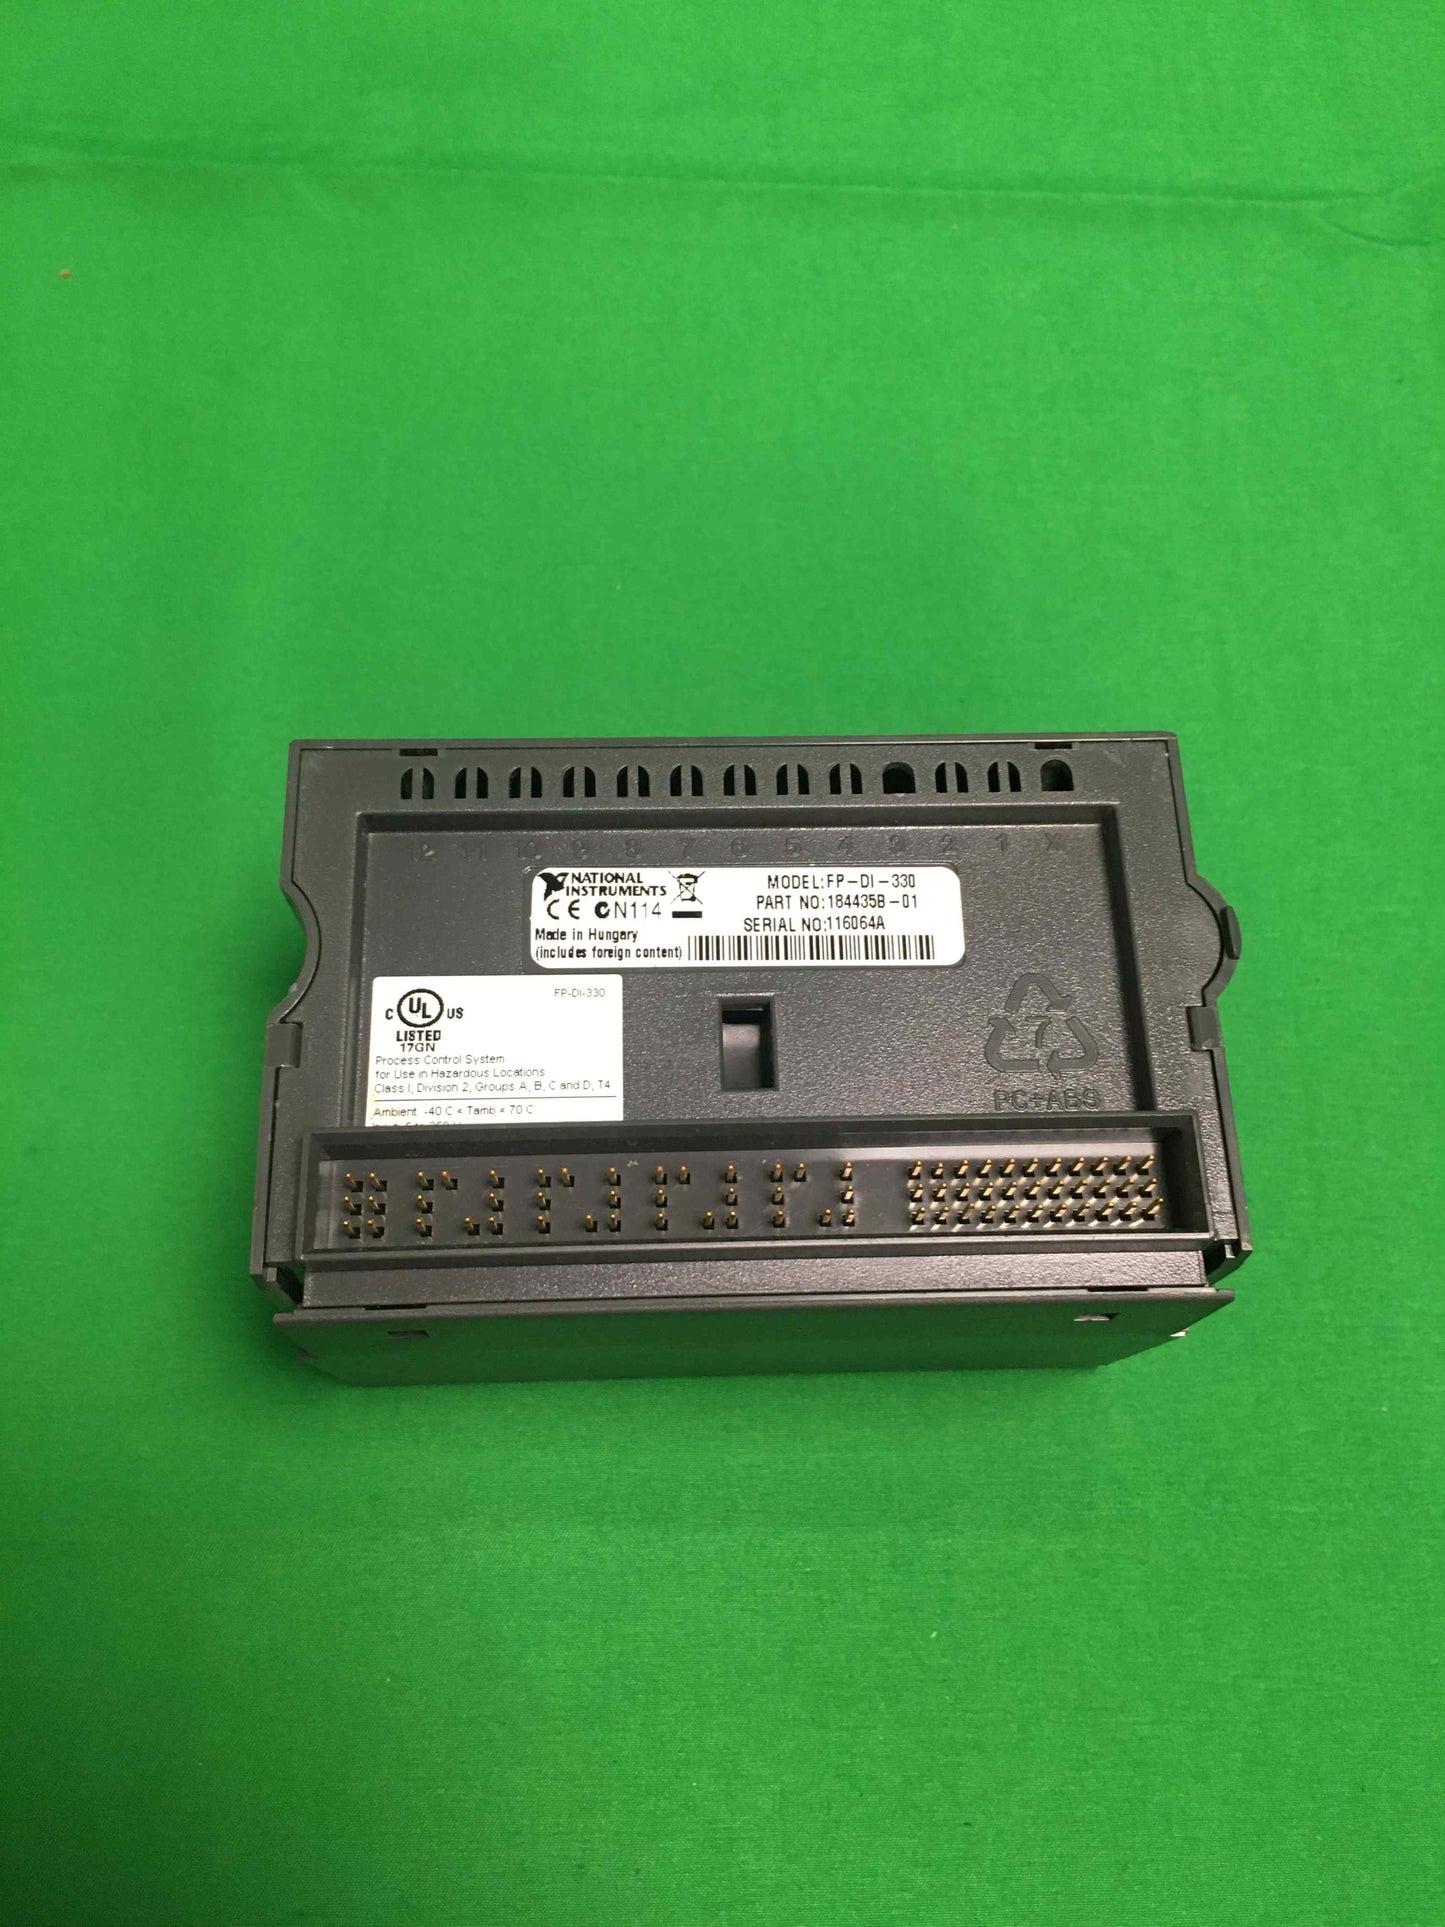 12 11 10 9 8 7 6 5 4 3 2 1 X
NATIONAL
INSTRUMENTS
CE N114
Made in Hungary
(includes foreign content)
MODEL:FP-DI-330
PART NO:184435B-01
SERIAL NO:116064A
FP-DI-330
C UL US
LISTED
17GN
Process Control System
for Use in Hazardous Locations
Class I, Division 2, Groups A, B, C and D, T4
Ambient: -40 C < Tamb < 70 C
7
PC+ABS